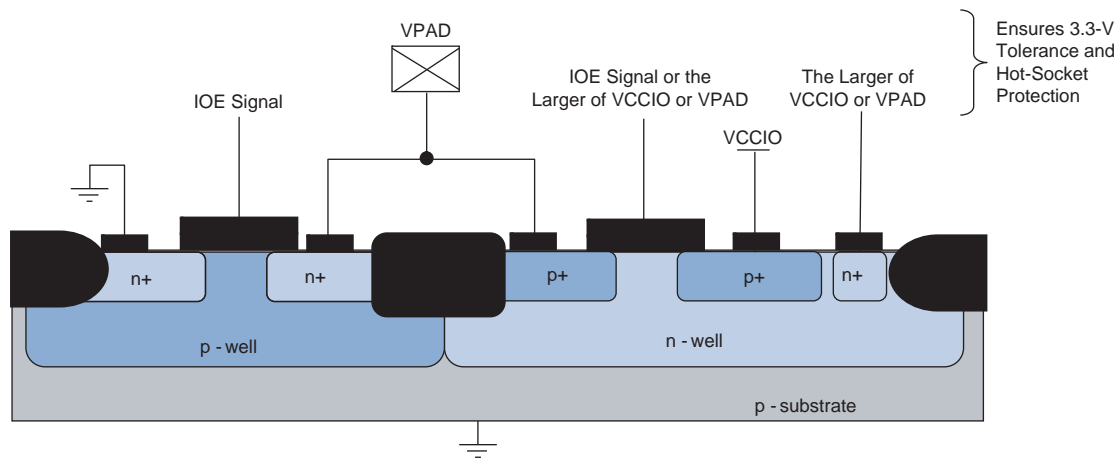 VPAD
IOE Signal
IOE Signal or the
Larger of VCCIO or VPAD
The Larger of
VCCIO or VPAD
Ensures 3.3-V
Tolerance and
Hot-Socket
Protection
VCCIO
n+
n+
p+
p+
n+
p - well
n - well
p - substrate